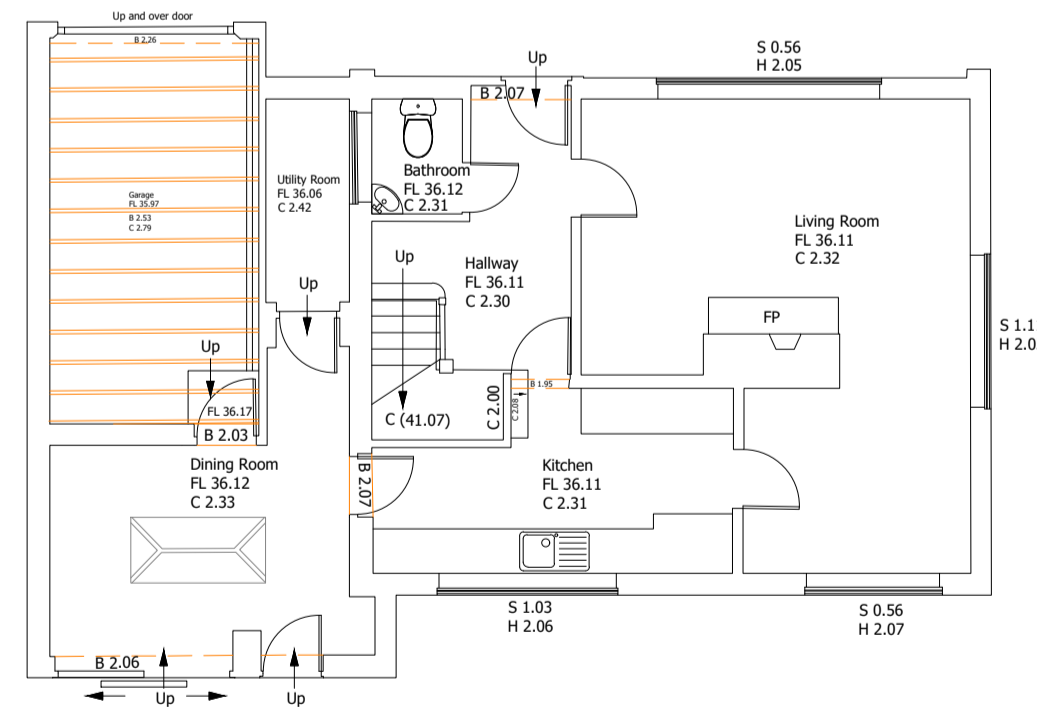 Up and over door
B 2.26
S 0.56
H 2.05
Up
B 2.07
Bathroom
FL 36.12
C 2.31
Utility Room
FL 36.06
C 2.42
Garage
FL 35.97
B 2.53
C 2.79
Living Room
FL 36.11
C 2.32
Up
Hallway
FL 36.11
C 2.30
Up
FP
S 1.1
H 2.0
Up
FL 36.17
B 2.03
C (41.07)
C 2.00
C 2.08
B 1.95
Dining Room
FL 36.12
C 2.33
B 2.07
Kitchen
FL 36.11
C 2.31
S 1.03
H 2.06
S 0.56
H 2.07
B 2.06
Up
Up